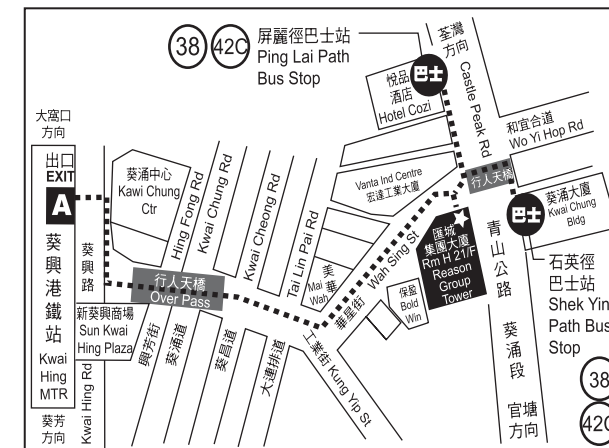 38
42C
屏麗徑巴士站
Ping Lai Path
Bus Stop
荃灣
方向
Castle Peak Rd
悅品
酒店
Hotel Cozi
巴士
和宜合道
Wo Yi Hop Rd
大窩口
方向
出口
EXIT
A
葵興港鐵站
Kwai
Hing
MTR
葵芳
方向
葵興路
Kwai Hing Rd
葵涌中心
Kawi Chung
Ctr
Hing Fong Rd
Kwai Chung Rd
Kwai Cheong Rd
Tai Lin Pai Rd
行人天橋
Over Pass
新葵興商場
Sun Kwai
Hing Plaza
興芳街
葵涌道
葵昌道
大連排道
Vanta Ind Centre
宏達工業大廈
美華
Mai
Wah
華星街
Wah Sing St
工業街 Kung Yip St
保盈
Bold
Win
行人天橋
匯城
集團大廈
Rm H 21/F
Reason
Group
Tower
巴士
葵涌大廈
Kwai Chung
Bldg
青山公路
葵涌段
官塘
方向
石英徑
巴士站
Shek Yin
Path Bus
Stop
38
420